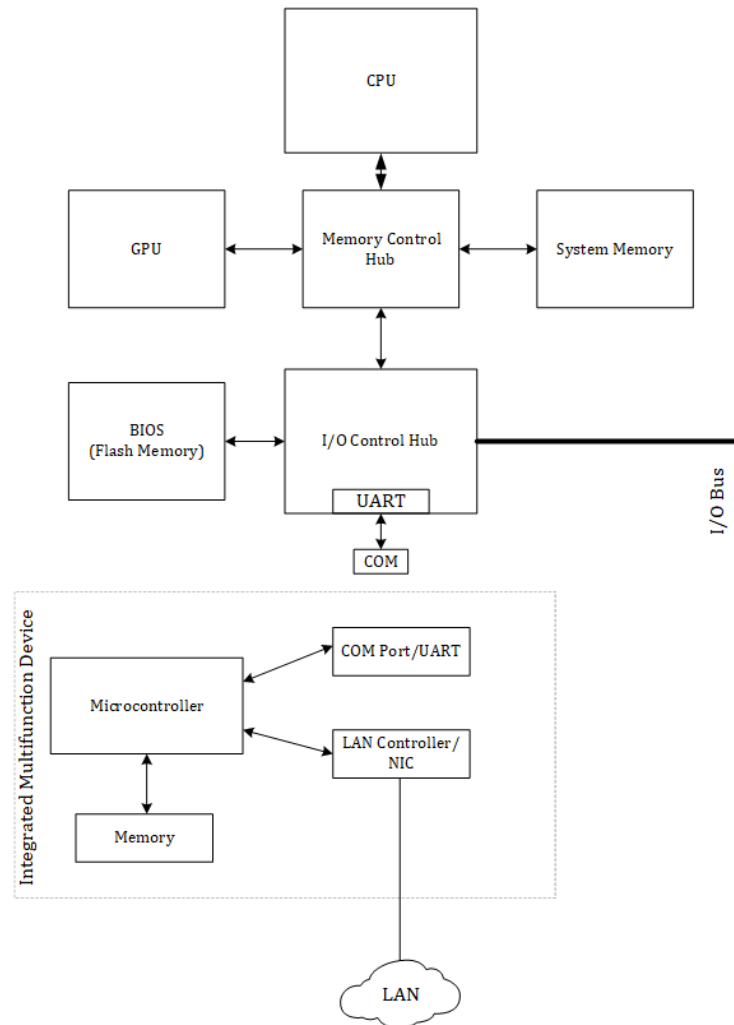 CPU
GPU
Memory Control
Hub
System Memory
BIOS
(Flash Memory)
I/O Control Hub
UART
COM
I/O Bus
Integrated Multifunction Device
COM Port/UART
Microcontroller
LAN Controller/
NIC
Memory
LAN